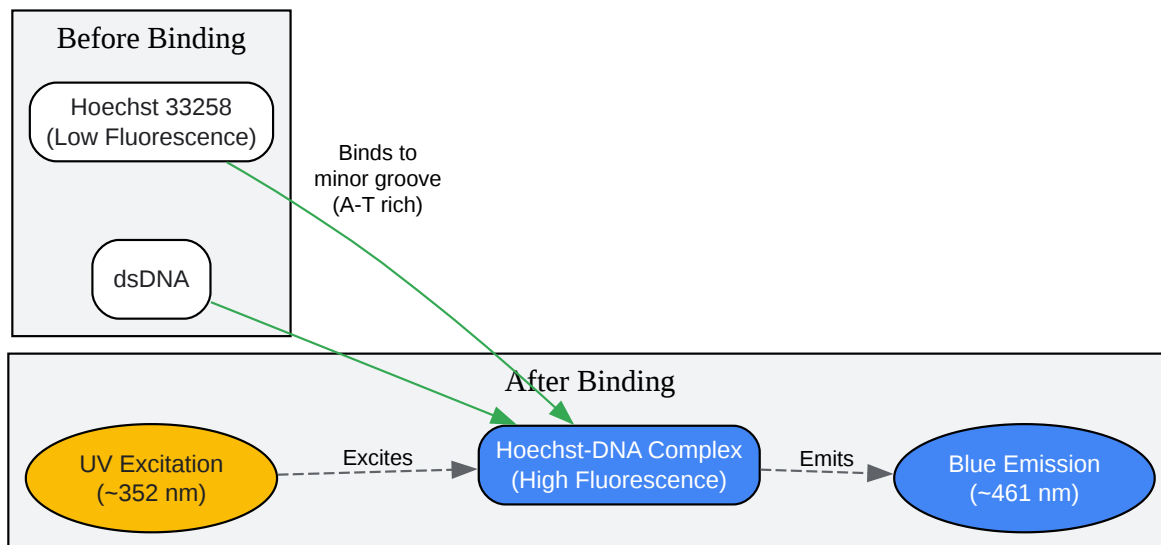 Before Binding
Hoechst 33258
(Low Fluorescence)
Binds to
minor groove
(A-T rich)
dsDNA
After Binding
UV Excitation
(~352 nm)
Excites
Hoechst-DNA Complex
(High Fluorescence)
Emits
Blue Emission
(~461 nm)